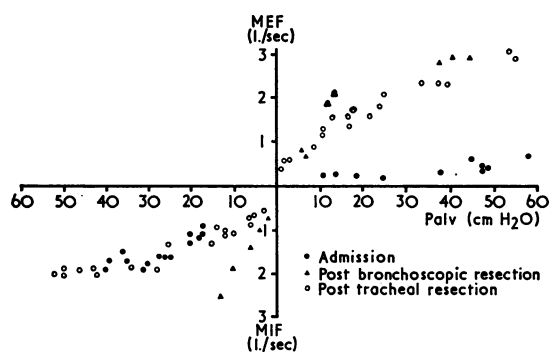 MEF
(l./sec)
3
2
1
60 50 40 30 20 10 10 20 30 40 50 60
Palv (cm H2O)
1
2
3
MIF
(l./sec)
• Admission
▲ Post bronchoscopic resection
○ Post tracheal resection